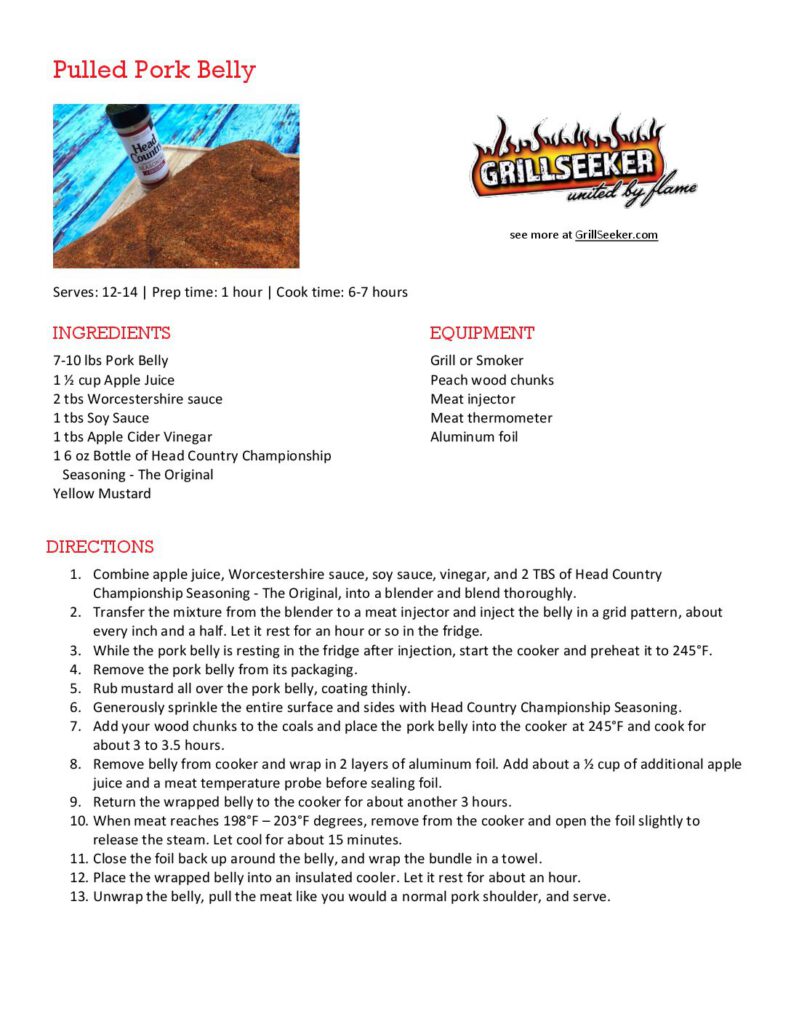 Pulled Pork Belly
Head
Country
GRILLSEEKER
united by flame
see more at GrillSeeker.com
Serves: 12-14 | Prep time: 1 hour | Cook time: 6-7 hours
INGREDIENTS
7-10 lbs Pork Belly
1 ½ cup Apple Juice
2 tbs Worcestershire sauce
1 tbs Soy Sauce
1 tbs Apple Cider Vinegar
1 6 oz Bottle of Head Country Championship
Seasoning - The Original
Yellow Mustard
EQUIPMENT
Grill or Smoker
Peach wood chunks
Meat injector
Meat thermometer
Aluminum foil
DIRECTIONS
1. Combine apple juice, Worcestershire sauce, soy sauce, vinegar, and 2 TBS of Head Country
Championship Seasoning - The Original, into a blender and blend thoroughly.
2. Transfer the mixture from the blender to a meat injector and inject the belly in a grid pattern, about
every inch and a half. Let it rest for an hour or so in the fridge.
3. While the pork belly is resting in the fridge after injection, start the cooker and preheat it to 245°F.
4. Remove the pork belly from its packaging.
5. Rub mustard all over the pork belly, coating thinly.
6. Generously sprinkle the entire surface and sides with Head Country Championship Seasoning.
7. Add your wood chunks to the coals and place the pork belly into the cooker at 245°F and cook for
about 3 to 3.5 hours.
8. Remove belly from cooker and wrap in 2 layers of aluminum foil. Add about a ½ cup of additional apple
juice and a meat temperature probe before sealing foil.
9. Return the wrapped belly to the cooker for about another 3 hours.
10. When meat reaches 198°F – 203°F degrees, remove from the cooker and open the foil slightly to
release the steam. Let cool for about 15 minutes.
11. Close the foil back up around the belly, and wrap the bundle in a towel.
12. Place the wrapped belly into an insulated cooler. Let it rest for about an hour.
13. Unwrap the belly, pull the meat like you would a normal pork shoulder, and serve.